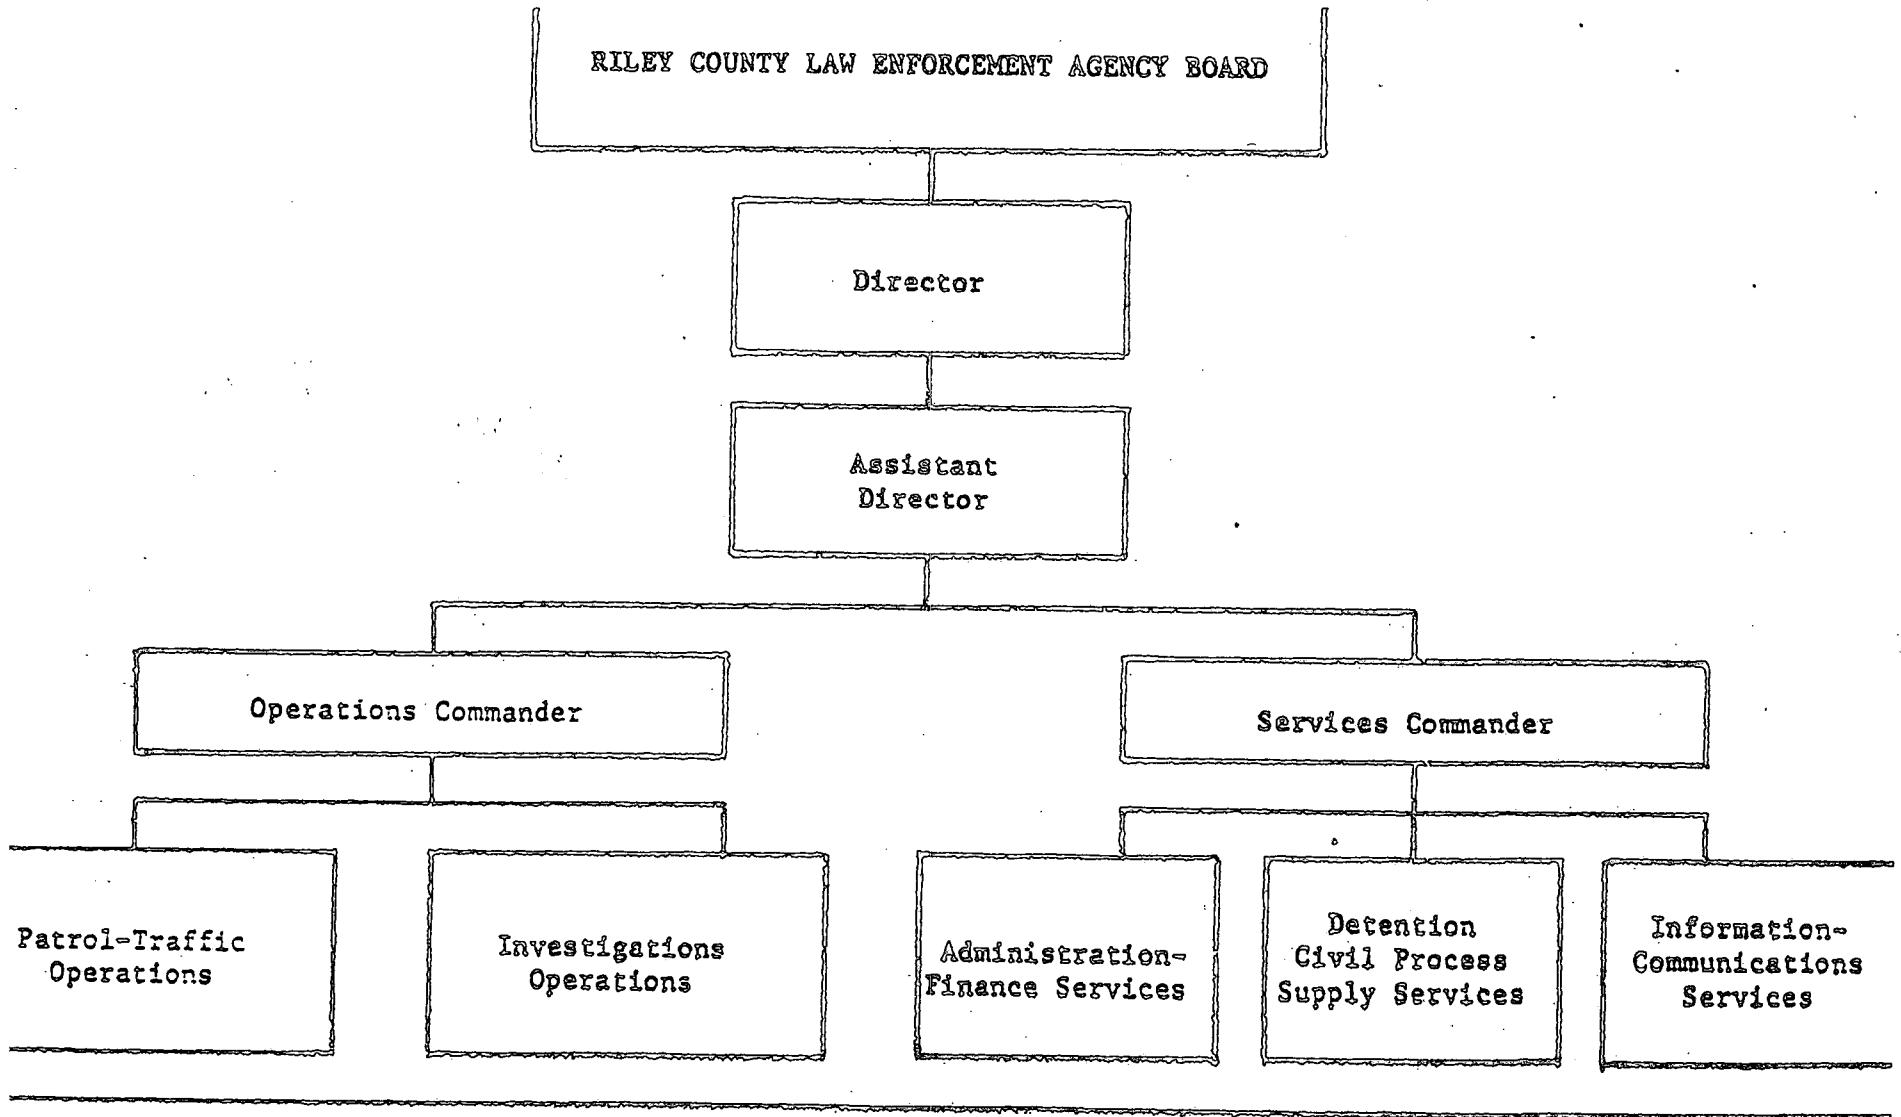 RILEY COUNTY LAW ENFORCEMENT AGENCY BOARD
Director
Assistant
Director
Operations Commander
Services Commander
Patrol-Traffic
Operations
Investigations
Operations
Administration-
Finance Services
Detention
Civil Process
Supply Services
Information-
Communications
Services